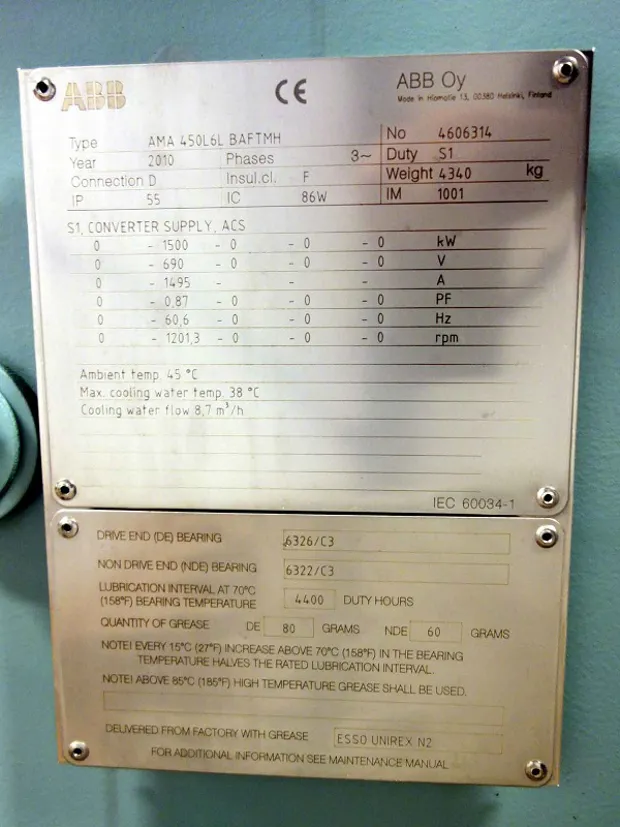 ABB CE ABB Oy
Made in Hiomotie 13, 00380 Helsinki, Finland
Type AMA 450L6L BAFTMH No 4606314
Year 2010 Phases 3~ Duty S1
Connection D Insul.cl. F Weight 4340 kg
IP 55 IC 86W IM 1001
S1, CONVERTER SUPPLY, ACS
0 - 1500 - 0 - 0 - 0 kW
0 - 690 - 0 - 0 - 0 V
0 - 1495 - - - A
0 - 0,87 - 0 - 0 - 0 PF
0 - 60,6 - 0 - 0 - 0 Hz
0 - 1201,3 - 0 - 0 - 0 rpm
Ambient temp. 45 °C
Max. cooling water temp. 38 °C
Cooling water flow 8,7 m³/h
IEC 60034-1
DRIVE END (DE) BEARING 6326/C3
NON DRIVE END (NDE) BEARING 6322/C3
LUBRICATION INTERVAL AT 70°C
(158°F) BEARING TEMPERATURE 4400 DUTY HOURS
QUANTITY OF GREASE DE 80 GRAMS NDE 60 GRAMS
NOTE! EVERY 15°C (27°F) INCREASE ABOVE 70°C (158°F) IN THE BEARING
TEMPERATURE HALVES THE RATED LUBRICATION INTERVAL.
NOTE! ABOVE 85°C (185°F) HIGH TEMPERATURE GREASE SHALL BE USED.
DELIVERED FROM FACTORY WITH GREASE ESSO UNIREX N2
FOR ADDITIONAL INFORMATION SEE MAINTENANCE MANUAL